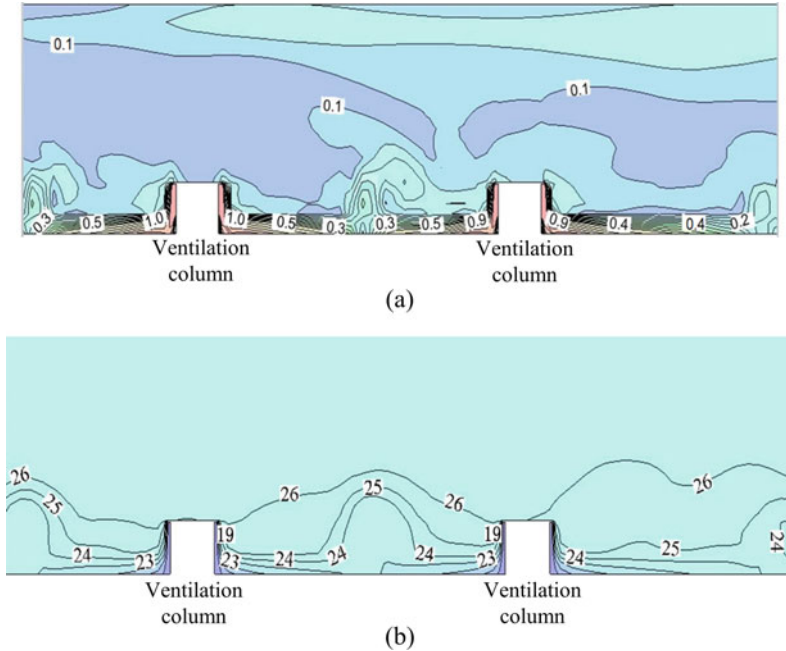 0.1
0.1
0.1
0.3 0.5 1.0 1.0 0.5 0.3 0.3 0.5 0.9 0.9 0.4 0.4 0.2
Ventilation
column
Ventilation
column
(a)
26 25 24 23 19 23 24 24 26 25 26 24 23 19 24 25 26 24
Ventilation
column
Ventilation
column
(b)